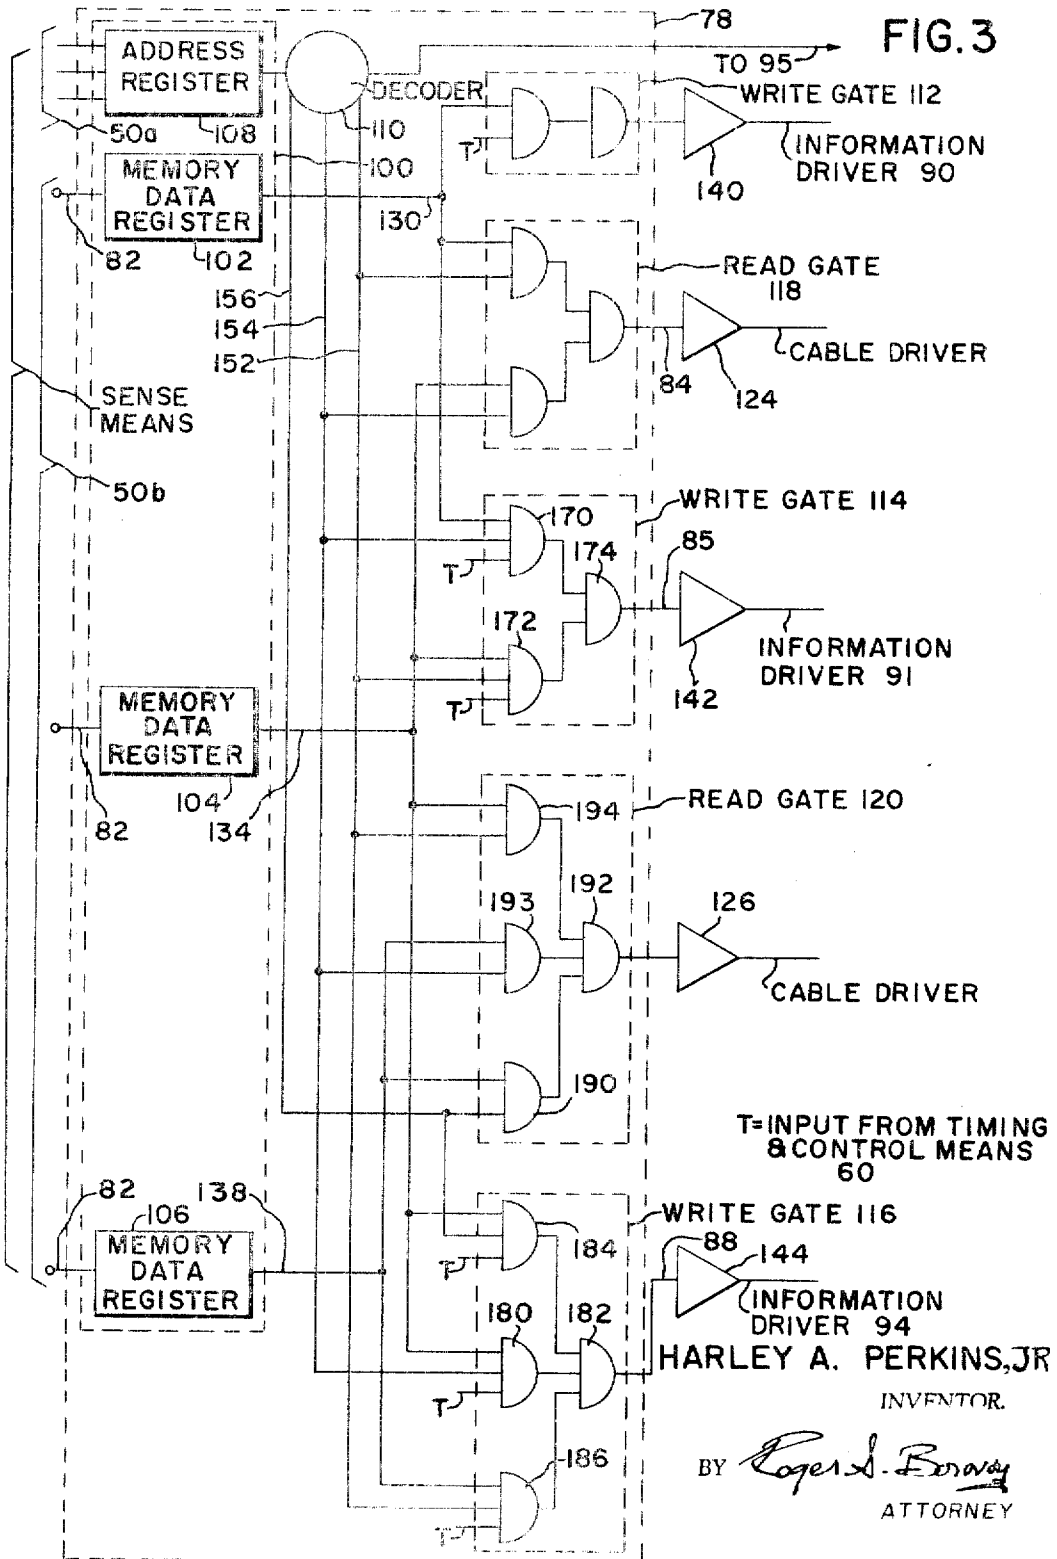 FIG.3
78
ADDRESS
REGISTER
DECODER
TO 95
50a
108
110
WRITE GATE 112
T
INFORMATION
DRIVER 90
140
100
MEMORY
DATA
REGISTER
130
82
102
READ GATE
118
156
154
152
84
124
CABLE DRIVER
SENSE
MEANS
50b
170
WRITE GATE 114
174
85
T
172
T
INFORMATION
DRIVER 91
142
MEMORY
DATA
REGISTER
82
104
134
194
READ GATE 120
193
192
126
CABLE DRIVER
190
T=INPUT FROM TIMING
&CONTROL MEANS
60
82
106
138
MEMORY
DATA
REGISTER
184
WRITE GATE 116
T
88
144
180
182
INFORMATION
DRIVER 94
T
HARLEY A. PERKINS, JR
INVENTOR.
186
BY Roger S. Borovoy
T
ATTORNEY